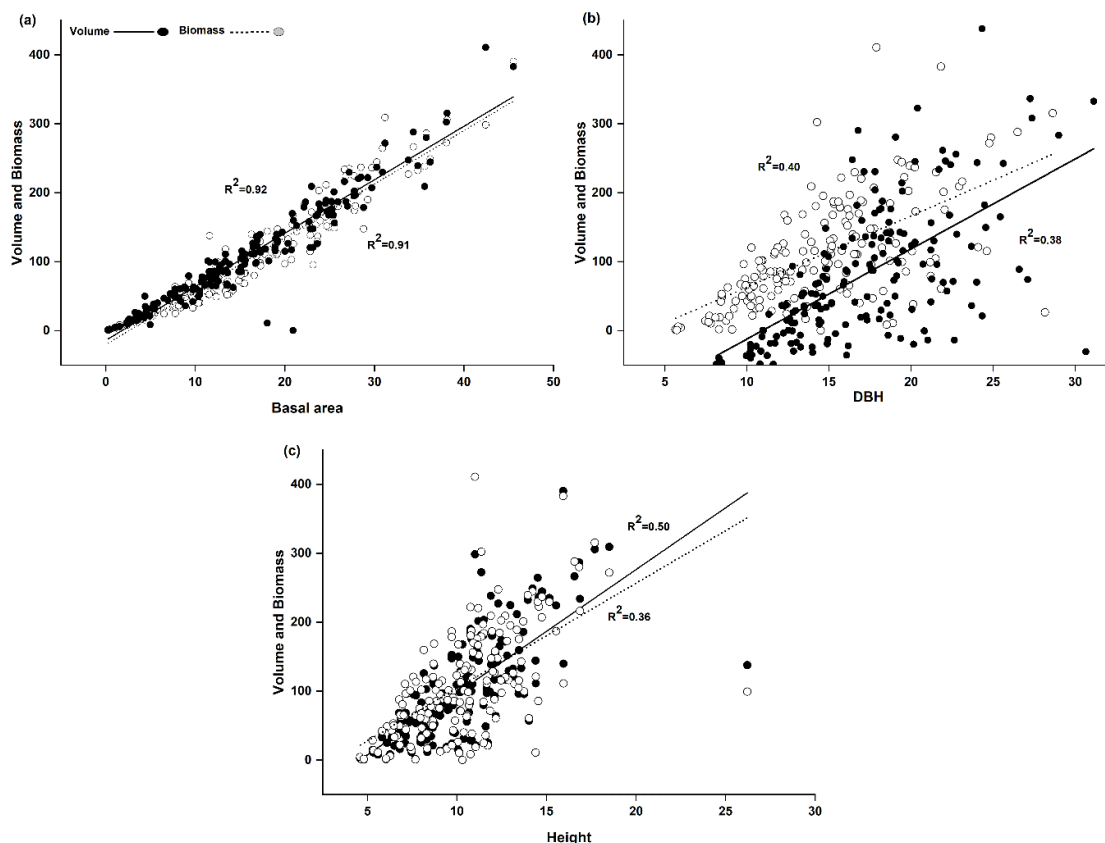 (a)
Volume Biomass
400
300
200
100
0
Volume and Biomass
R²=0.92
R²=0.91
0 10 20 30 40 50
Basal area
(b)
400
300
200
100
0
Volume and Biomass
R²=0.40
R²=0.38
5 10 15 20 25 30
DBH
(c)
400
300
200
100
0
Volume and Biomass
R²=0.50
R²=0.36
5 10 15 20 25 30
Height